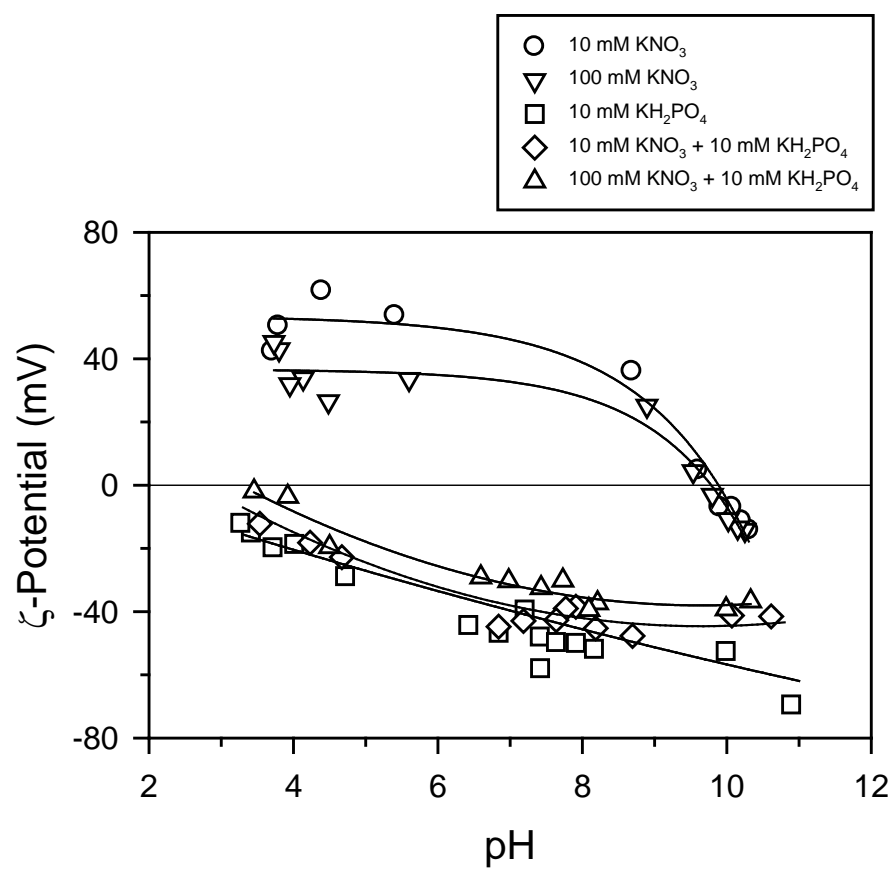 10 mM KNO₃
100 mM KNO₃
10 mM KH₂PO₄
10 mM KNO₃ + 10 mM KH₂PO₄
100 mM KNO₃ + 10 mM KH₂PO₄
80
40
0
-40
-80
ζ-Potential (mV)
2 4 6 8 10 12
pH